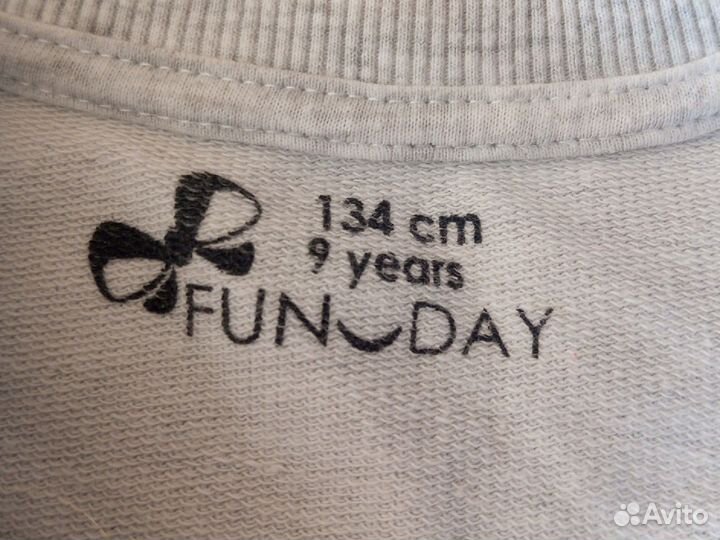 134 cm
9 years
FUN DAY
Avito